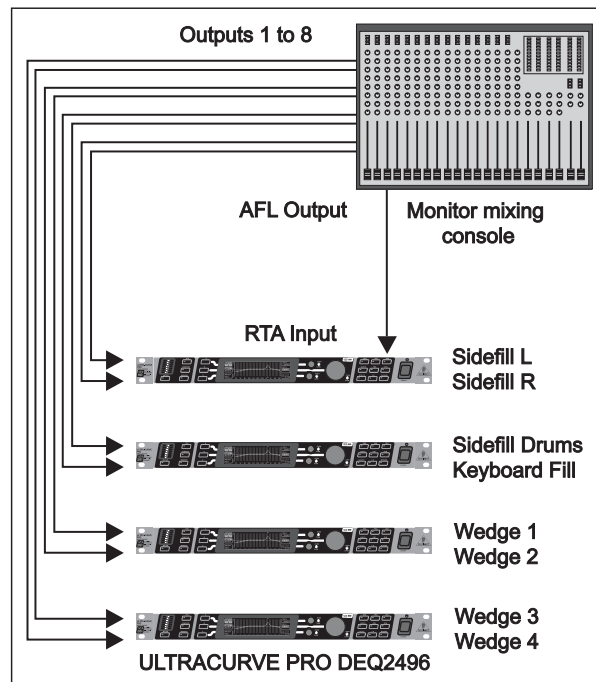 Outputs 1 to 8
AFL Output
Monitor mixing
console
RTA Input
Sidefill L
Sidefill R
Sidefill Drums
Keyboard Fill
Wedge 1
Wedge 2
Wedge 3
Wedge 4
ULTRACURVE PRO DEQ2496